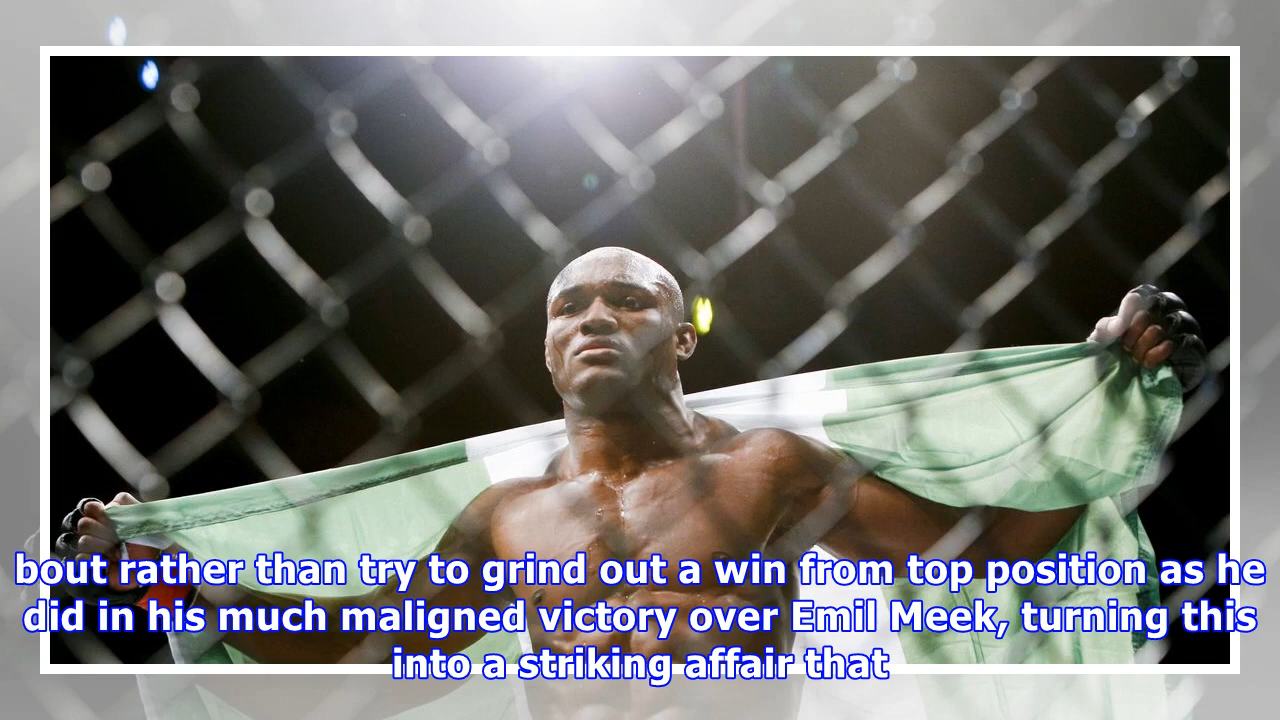 bout rather than try to grind out a win from top position as he
did in his much maligned victory over Emil Meek, turning this
into a striking affair that